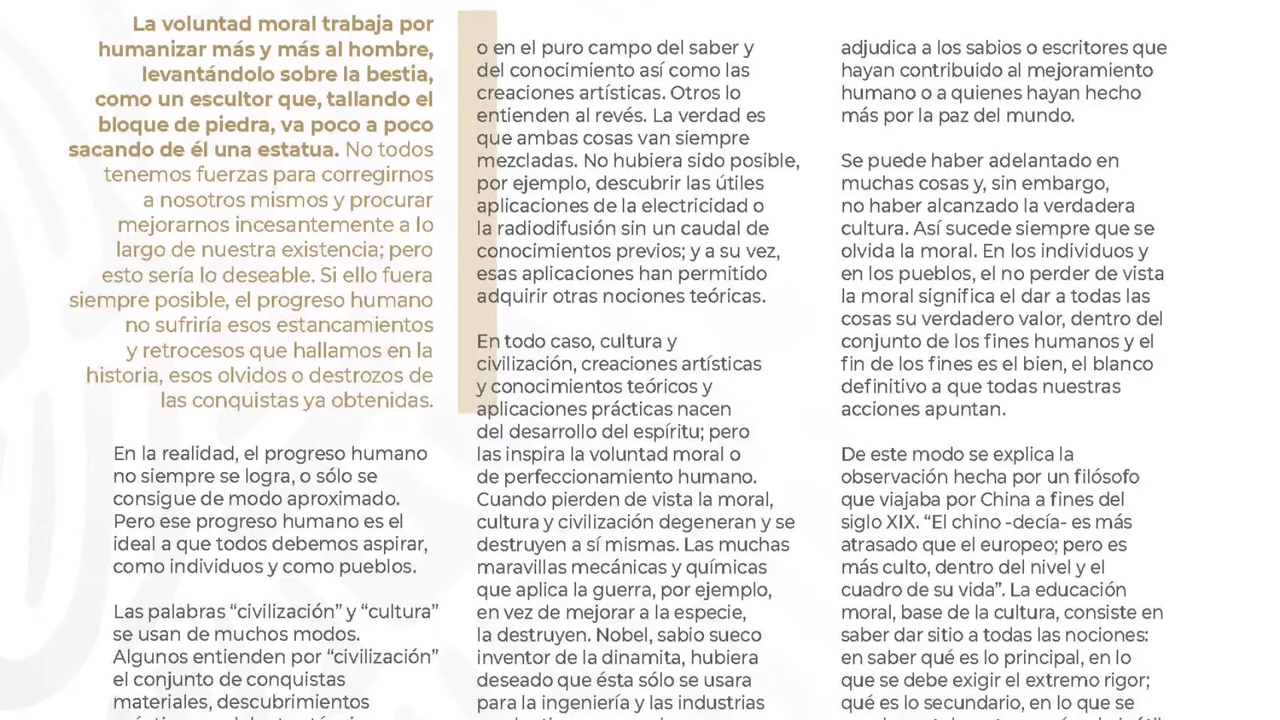 La voluntad moral trabaja por
humanizar más y más al hombre,
levantándolo sobre la bestia,
como un escultor que, tallando el
bloque de piedra, va poco a poco
sacando de él una estatua. No todos
tenemos fuerzas para corregirnos
a nosotros mismos y procurar
mejorarnos incesantemente a lo
largo de nuestra existencia; pero
esto sería lo deseable. Si ello fuera
siempre posible, el progreso humano
no sufriría esos estancamientos
y retrocesos que hallamos en la
historia, esos olvidos o destrozos de
las conquistas ya obtenidas.
En la realidad, el progreso humano
no siempre se logra, o sólo se
consigue de modo aproximado.
Pero ese progreso humano es el
ideal a que todos debemos aspirar,
como individuos y como pueblos.
Las palabras “civilización” y “cultura”
se usan de muchos modos.
Algunos entienden por “civilización”
el conjunto de conquistas
materiales, descubrimientos
o en el puro campo del saber y
del conocimiento así como las
creaciones artísticas. Otros lo
entienden al revés. La verdad es
que ambas cosas van siempre
mezcladas. No hubiera sido posible,
por ejemplo, descubrir las útiles
aplicaciones de la electricidad o
la radiodifusión sin un caudal de
conocimientos previos; y a su vez,
esas aplicaciones han permitido
adquirir otras nociones teóricas.
En todo caso, cultura y
civilización, creaciones artísticas
y conocimientos teóricos y
aplicaciones prácticas nacen
del desarrollo del espíritu; pero
las inspira la voluntad moral o
de perfeccionamiento humano.
Cuando pierden de vista la moral,
cultura y civilización degeneran y se
destruyen a sí mismas. Las muchas
maravillas mecánicas y químicas
que aplica la guerra, por ejemplo,
en vez de mejorar a la especie,
la destruyen. Nobel, sabio sueco
inventor de la dinamita, hubiera
deseado que ésta sólo se usara
para la ingeniería y las industrias
adjudica a los sabios o escritores que
hayan contribuido al mejoramiento
humano o a quienes hayan hecho
más por la paz del mundo.
Se puede haber adelantado en
muchas cosas y, sin embargo,
no haber alcanzado la verdadera
cultura. Así sucede siempre que se
olvida la moral. En los individuos y
en los pueblos, el no perder de vista
la moral significa el dar a todas las
cosas su verdadero valor, dentro del
conjunto de los fines humanos y el
fin de los fines es el bien, el blanco
definitivo a que todas nuestras
acciones apuntan.
De este modo se explica la
observación hecha por un filósofo
que viajaba por China a fines del
siglo XIX. “El chino -decía- es más
atrasado que el europeo; pero es
más culto, dentro del nivel y el
cuadro de su vida”. La educación
moral, base de la cultura, consiste en
saber dar sitio a todas las nociones:
en saber qué es lo principal, en lo
que se debe exigir el extremo rigor;
qué es lo secundario, en lo que se